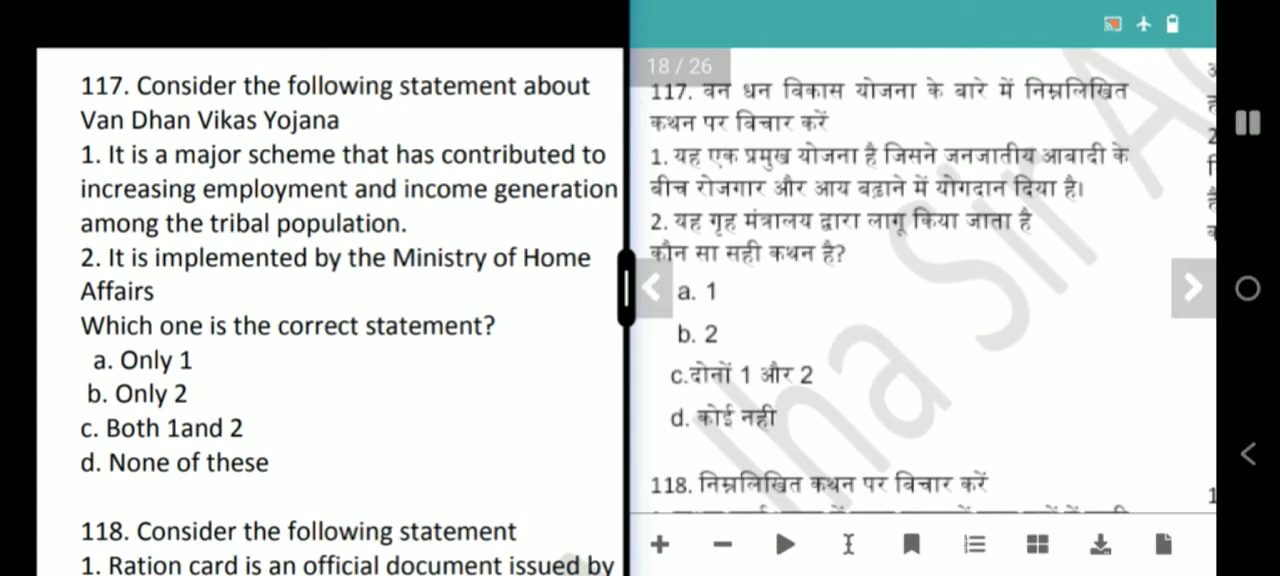 117. Consider the following statement about
Van Dhan Vikas Yojana
1. It is a major scheme that has contributed to
increasing employment and income generation
among the tribal population.
2. It is implemented by the Ministry of Home
Affairs
Which one is the correct statement?
a. Only 1
b. Only 2
c. Both 1and 2
d. None of these
118. Consider the following statement
1. Ration card is an official document issued by
18 / 26
117. वन धन विकास योजना के बारे में निम्नलिखित
कथन पर विचार करें
1. यह एक प्रमुख योजना है जिसने जनजातीय आबादी के
बीच रोजगार और आय बढ़ाने में योगदान दिया है।
2. यह गृह मंत्रालय द्वारा लागू किया जाता है
कौन सा सही कथन है?
a. 1
b. 2
c.दोनों 1 और 2
d. कोई नही
118. निम्नलिखित कथन पर विचार करें
Jha Sir